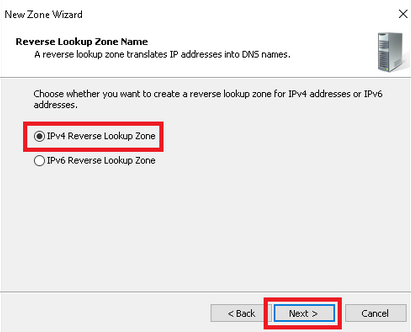 New Zone Wizard
Reverse Lookup Zone Name
A reverse lookup zone translates IP addresses into DNS names.
Choose whether you want to create a reverse lookup zone for IPv4 addresses or IPv6
addresses.
IPv4 Reverse Lookup Zone
IPv6 Reverse Lookup Zone
< Back Next > Cancel